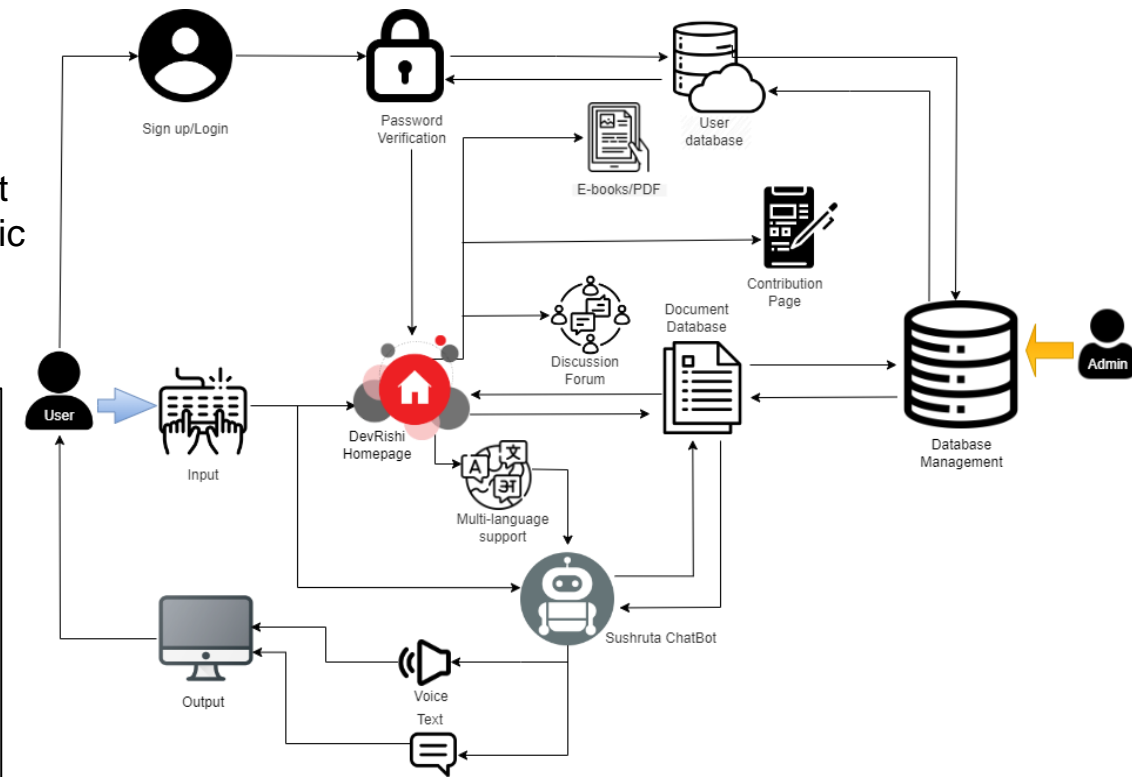 Sign up/Login
Password
Verification
User
database
E-books/PDF
t
ic
Contribution
Page
Document
Database
Discussion
Forum
Admin
User
DevRishi
Homepage
Input
Database
Management
A
文
अ
Multi-language
support
Sushruta ChatBot
Output
Voice
Text